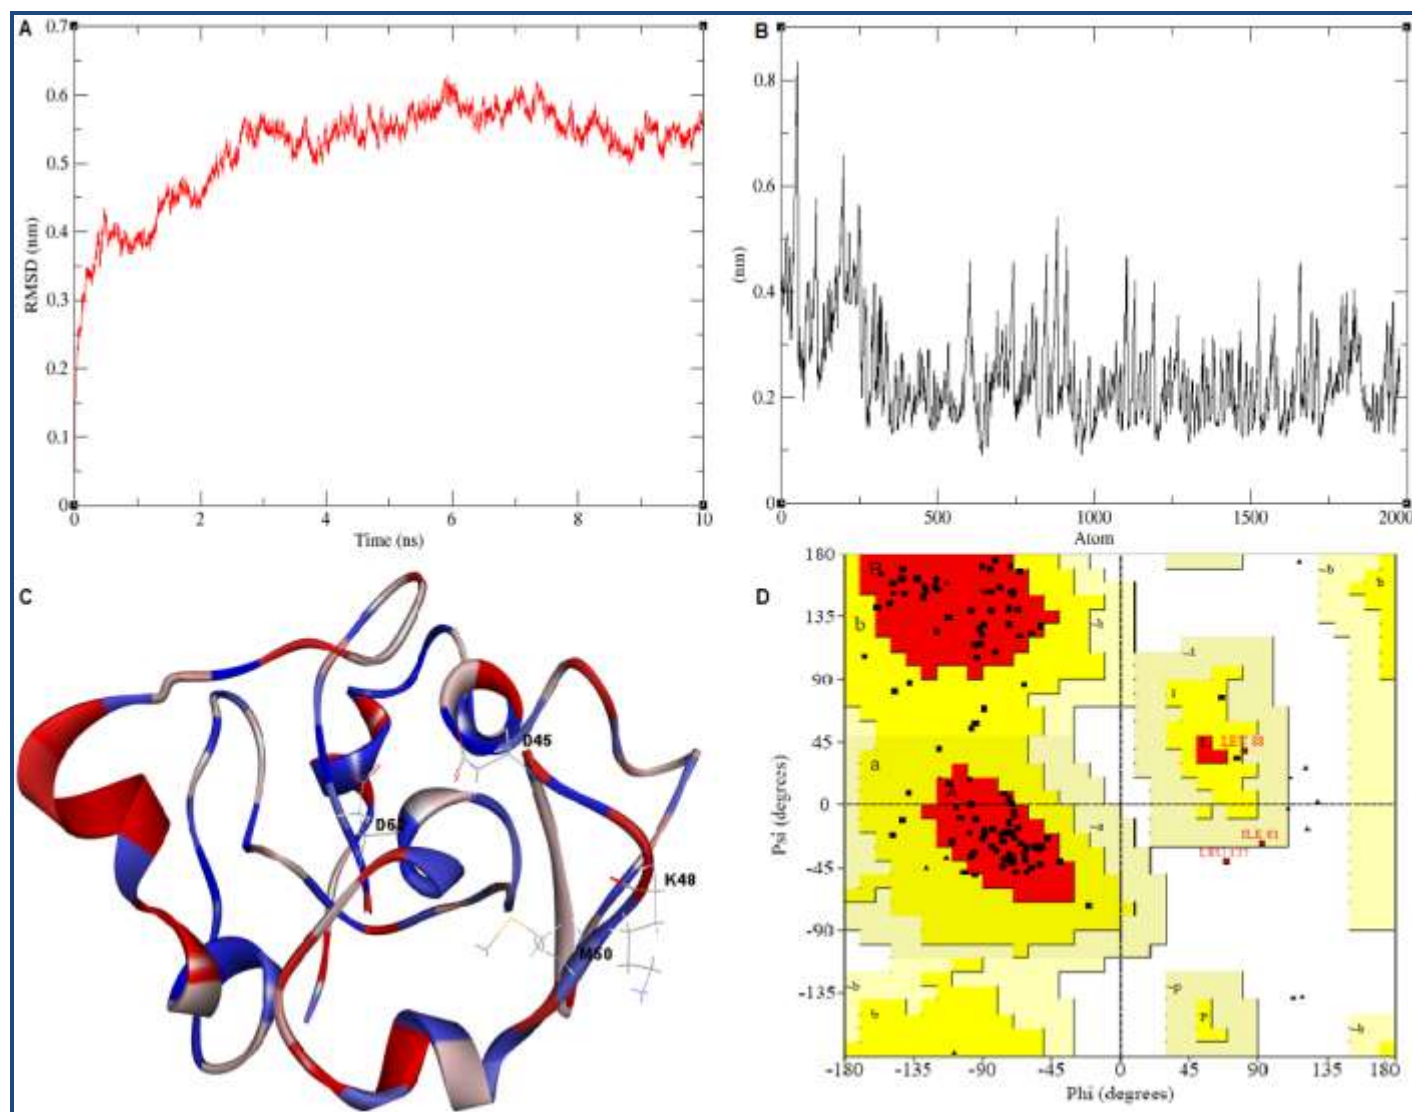 A
0.7
0.6
0.5
0.4
0.3
0.2
0.1
0
RMSD (nm)
0 2 4 6 8 10
Time (ns)
B
0.8
0.6
0.4
0.2
0
(nm)
0 500 1000 1500 2000
Atom
C
D45
D52
K48
M50
D
180
135
90
45
0
-45
-90
-135
Psi (degrees)
B
b
~b
b
~b
~l
l
a
~a
~b
b
~p
p
~b
-180 -135 -90 -45 0 45 90 135 180
Phi (degrees)